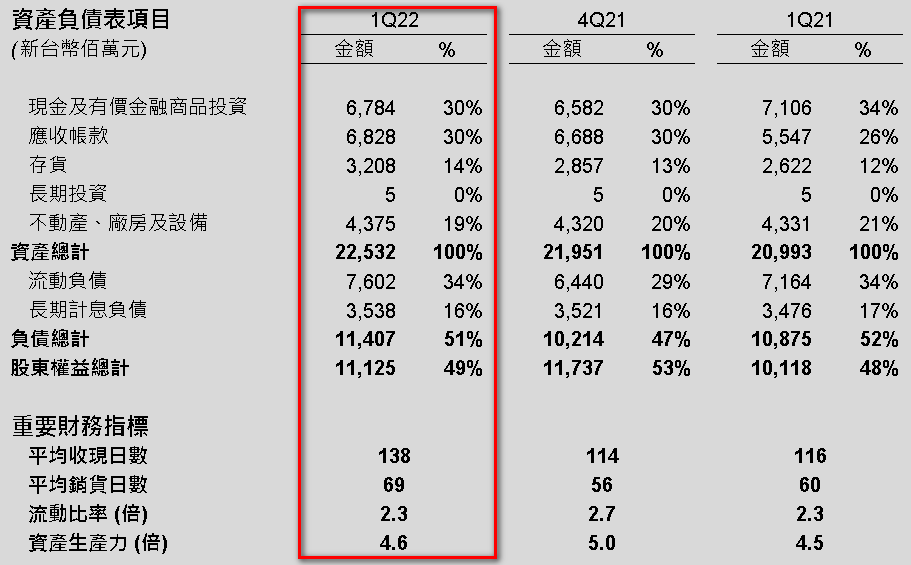 資產負債表項目 1Q22 4Q21 1Q21
(新台幣佰萬元) 金額 % 金額 % 金額 %
現金及有價金融商品投資 6,784 30% 6,582 30% 7,106 34%
應收帳款 6,828 30% 6,688 30% 5,547 26%
存貨 3,208 14% 2,857 13% 2,622 12%
長期投資 5 0% 5 0% 5 0%
不動產、廠房及設備 4,375 19% 4,320 20% 4,331 21%
資產總計 22,532 100% 21,951 100% 20,993 100%
流動負債 7,602 34% 6,440 29% 7,164 34%
長期計息負債 3,538 16% 3,521 16% 3,476 17%
負債總計 11,407 51% 10,214 47% 10,875 52%
股東權益總計 11,125 49% 11,737 53% 10,118 48%
重要財務指標
平均收現日數 138 114 116
平均銷貨日數 69 56 60
流動比率 (倍) 2.3 2.7 2.3
資產生產力 (倍) 4.6 5.0 4.5